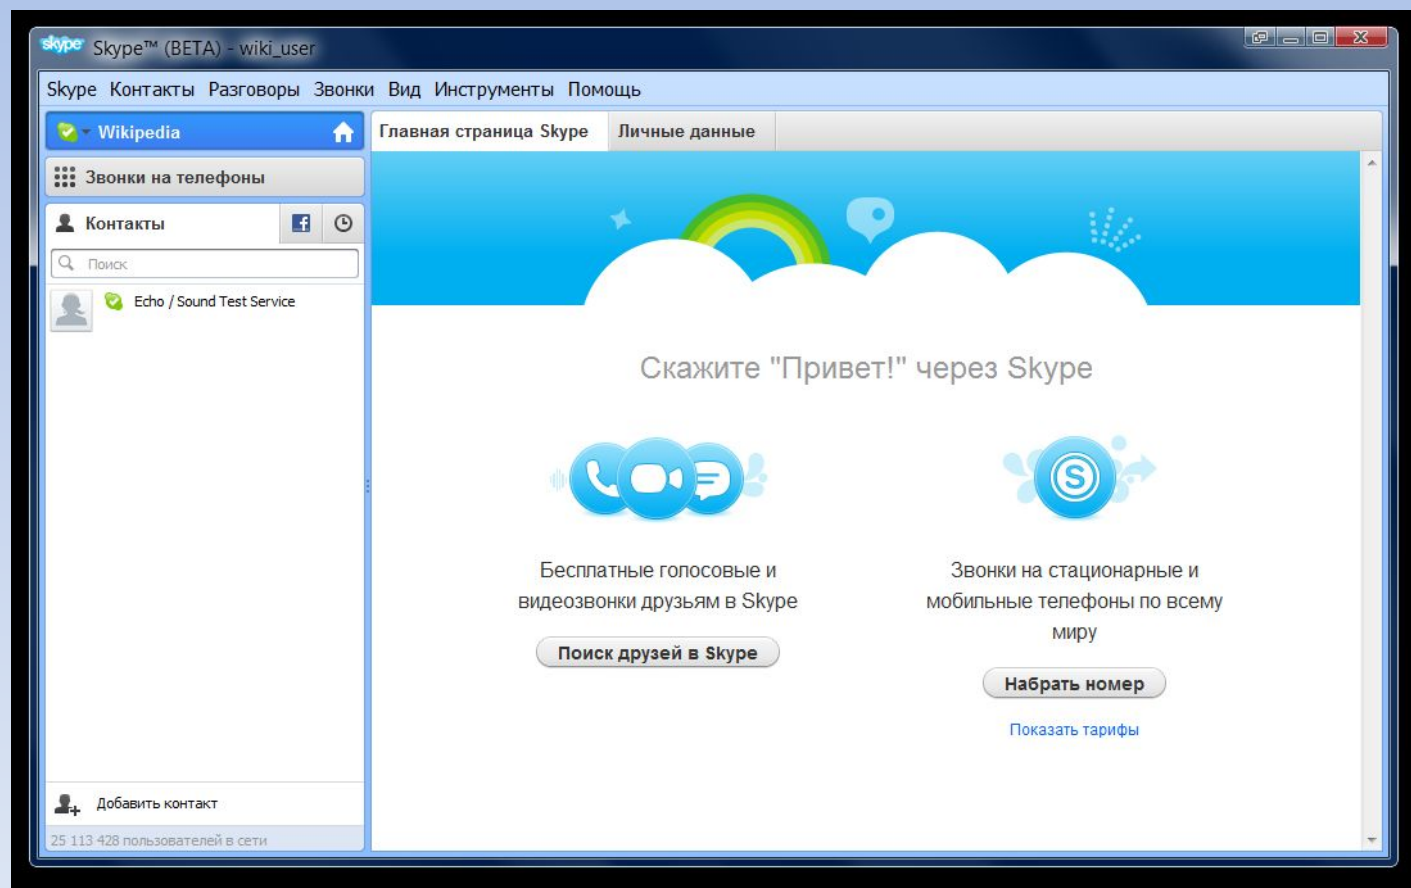 skype Skype™ (BETA) - wiki_user
Skype Контакты Разговоры Звонки Вид Инструменты Помощь
Wikipedia
Главная страница Skype Личные данные
Звонки на телефоны
Контакты
Поиск
Echo / Sound Test Service
Скажите "Привет!" через Skype
Бесплатные голосовые и
видеозвонки друзьям в Skype
Поиск друзей в Skype
Звонки на стационарные и
мобильные телефоны по всему
миру
Набрать номер
Показать тарифы
Добавить контакт
25 113 428 пользователей в сети